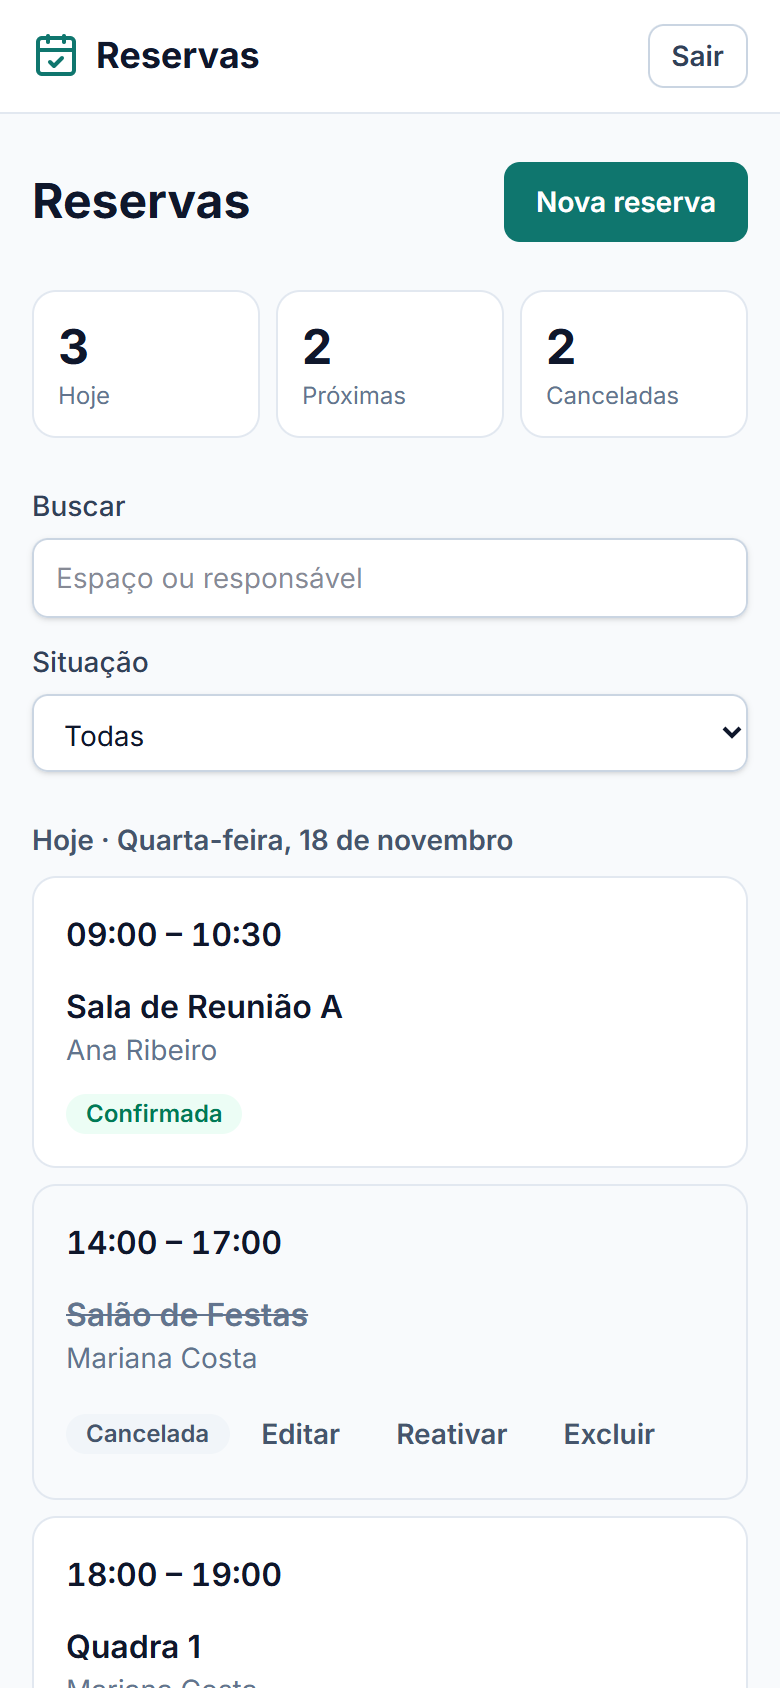 Reservas
Sair
Reservas
Nova reserva
3
Hoje
2
Próximas
2
Canceladas
Buscar
Espaço ou responsável
Situação
Todas
Hoje · Quarta-feira, 18 de novembro
09:00 – 10:30
Sala de Reunião A
Ana Ribeiro
Confirmada
14:00 – 17:00
Salão de Festas
Mariana Costa
Cancelada Editar Reativar Excluir
18:00 – 19:00
Quadra 1
Mariana Costa